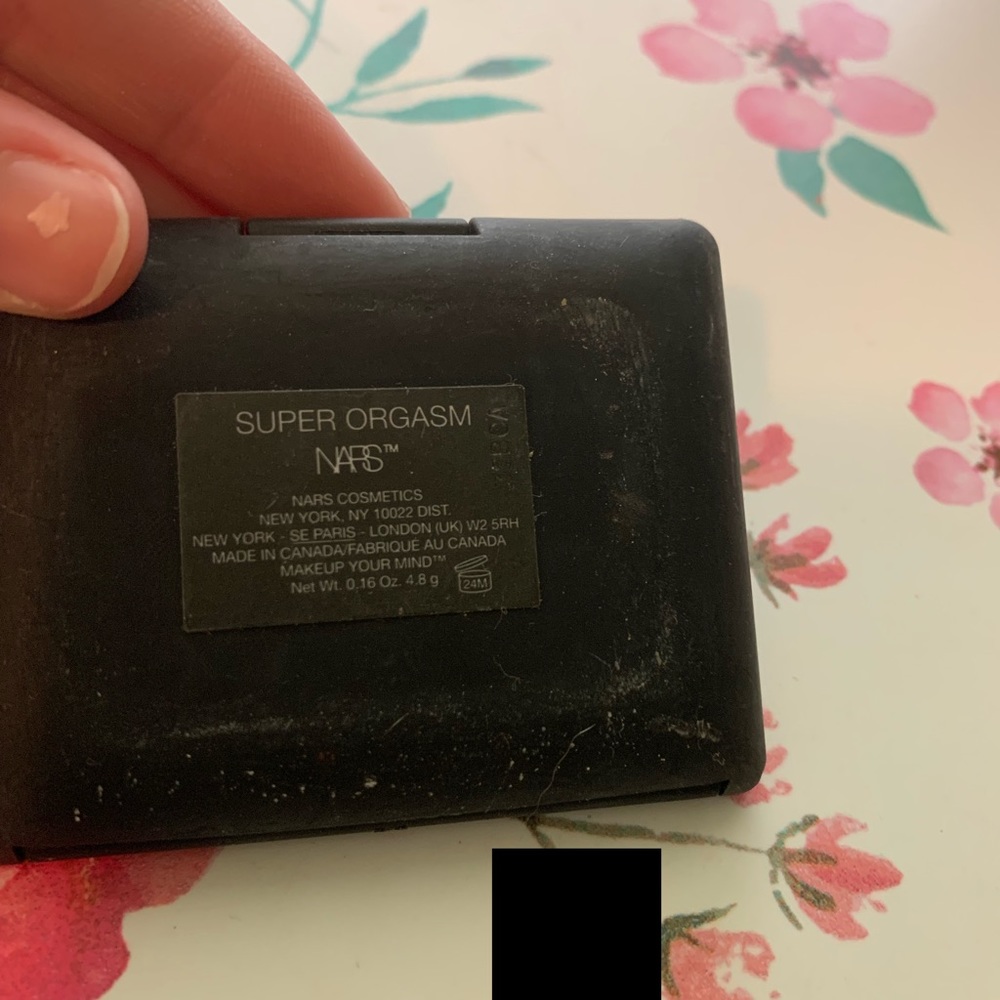 SUPER ORGASM
NARS™
NARS COSMETICS
NEW YORK, NY 10022 DIST.
NEW YORK - SE PARIS - LONDON (UK) W2 5RH
MADE IN CANADA/FABRIQUÉ AU CANADA
MAKEUP YOUR MIND™
Net Wt. 0.16 Oz. 4.8 g
24M